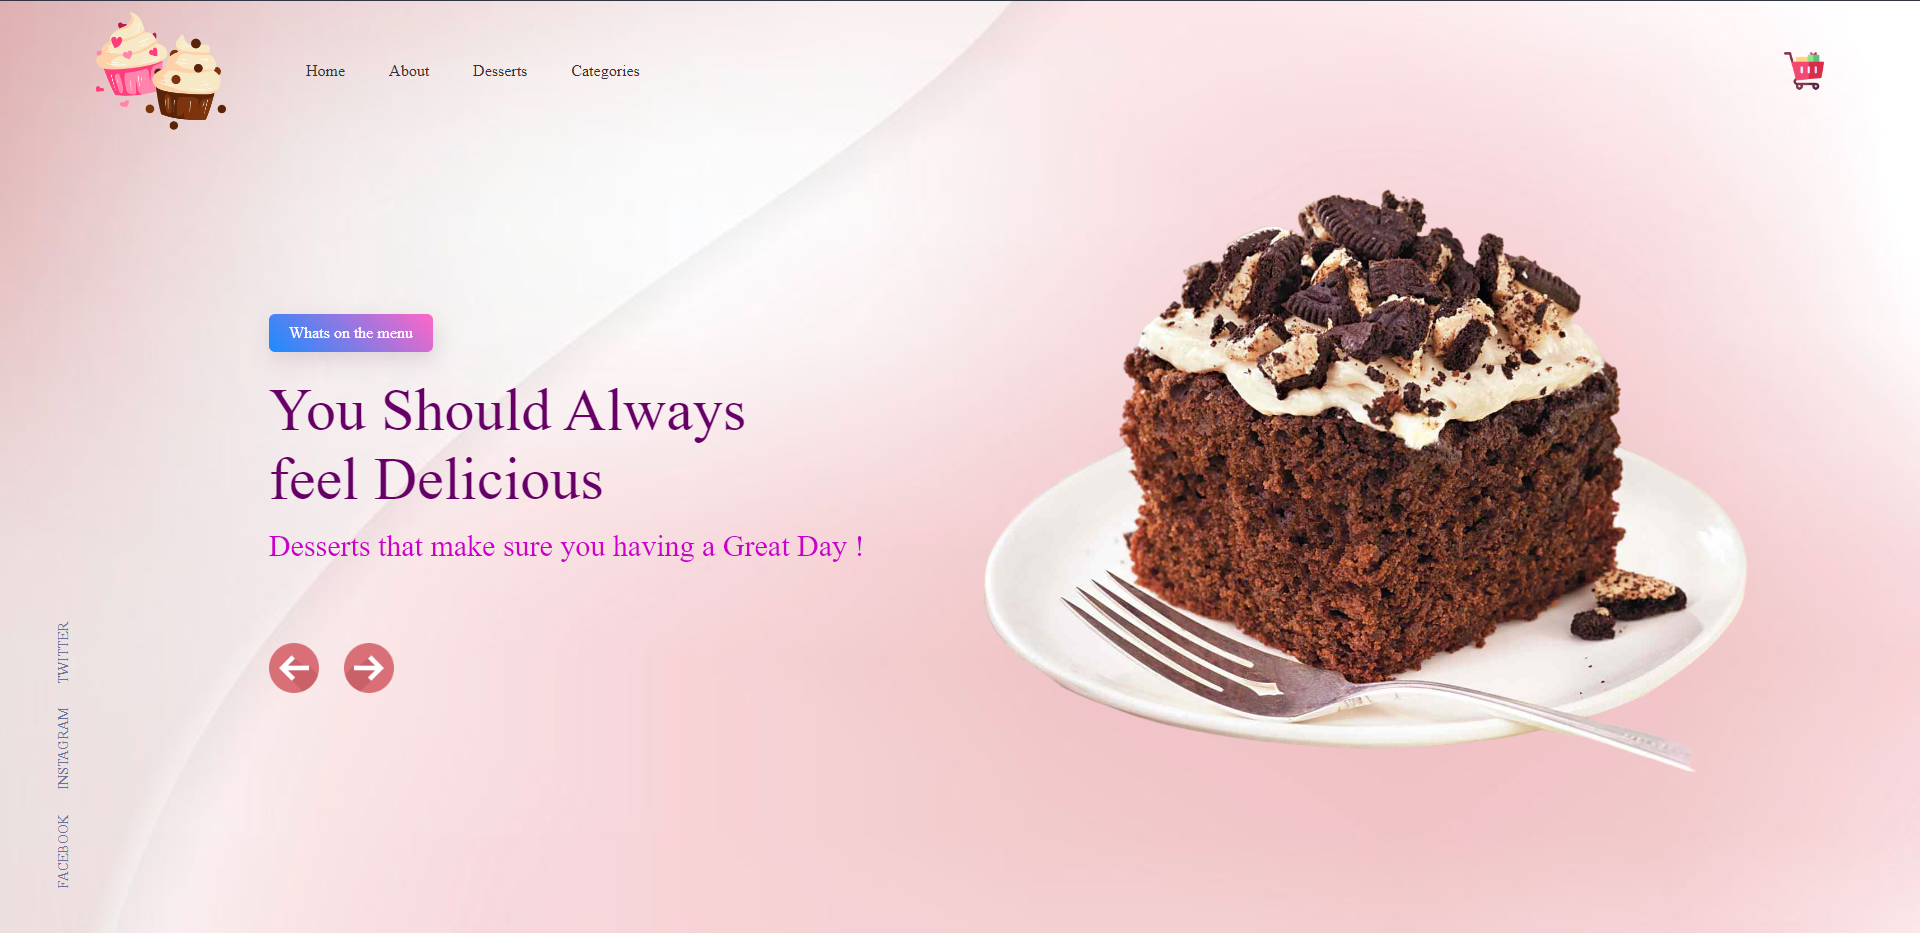 Home
About
Desserts
Categories
Whats on the menu
You Should Always
feel Delicious
Desserts that make sure you having a Great Day !
TWITTER
INSTAGRAM
FACEBOOK